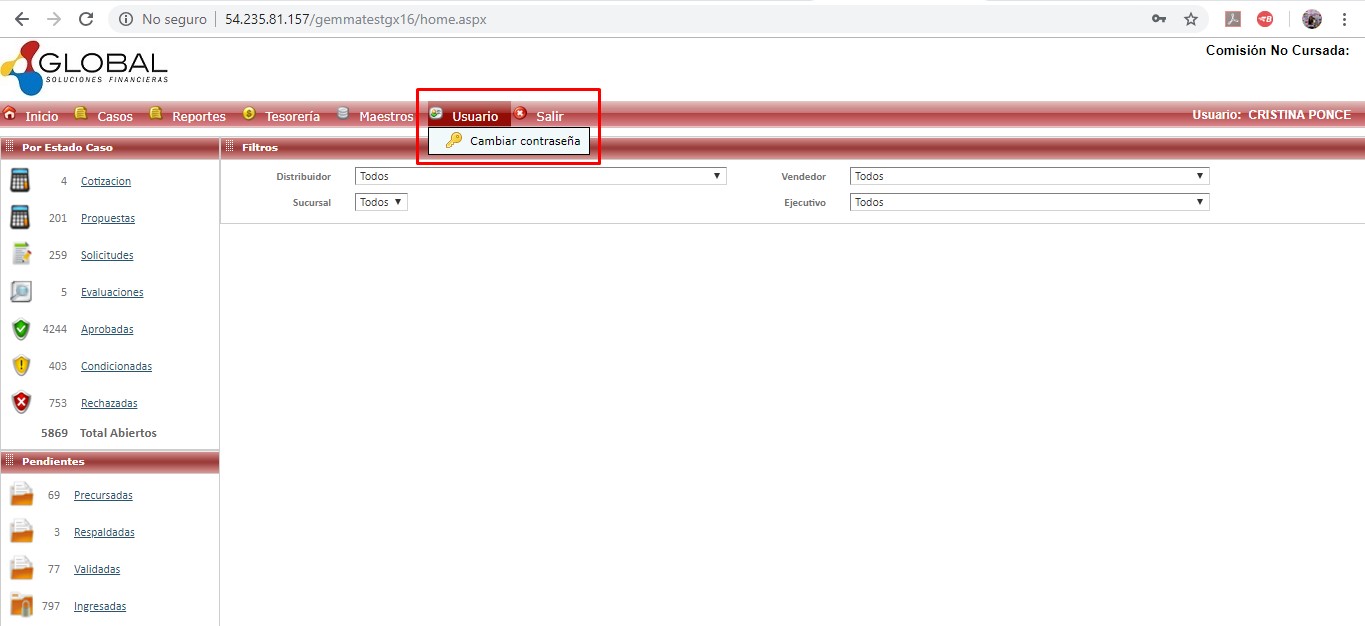 No seguro | 54.235.81.157/gemmatestgx16/home.aspx
Comisión No Cursada:
GLOBAL
SOLUCIONES FINANCIERAS
Inicio Casos Reportes Tesorería Maestros Usuario Salir Usuario: CRISTINA PONCE
Cambiar contraseña
Por Estado Caso
4 Cotizacion
201 Propuestas
259 Solicitudes
5 Evaluaciones
4244 Aprobadas
403 Condicionadas
753 Rechazadas
5869 Total Abiertos
Pendientes
69 Precursadas
3 Respaldadas
77 Validadas
797 Ingresadas
Filtros
Distribuidor Todos Vendedor Todos
Sucursal Todos Ejecutivo Todos